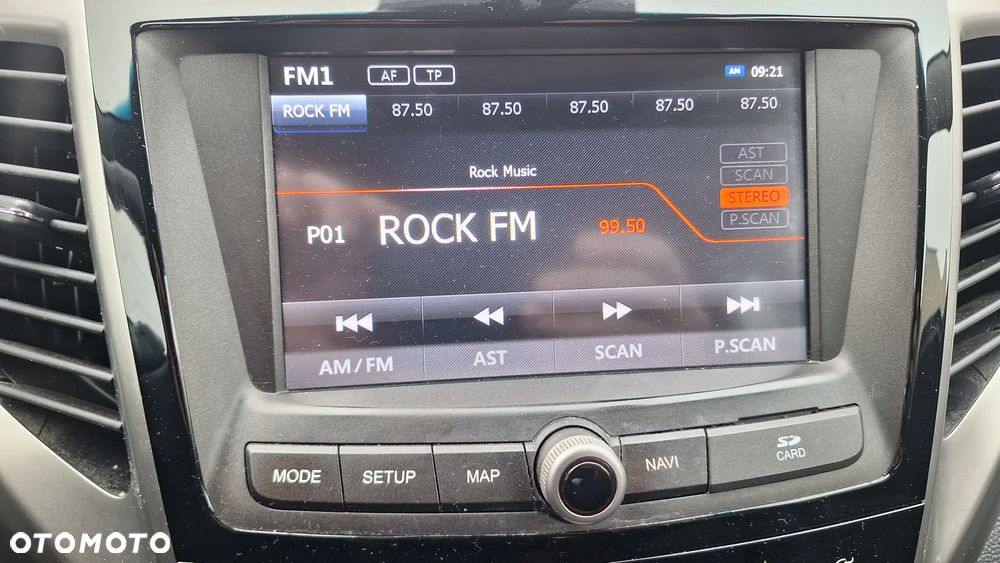 FM1 AF TP AM 09:21
ROCK FM 87.50 87.50 87.50 87.50 87.50
AST
Rock Music
SCAN
STEREO
P.SCAN
P01 ROCK FM 99.50
AM/FM AST SCAN P.SCAN
MODE SETUP MAP NAVI SD CARD
OTOMOTO